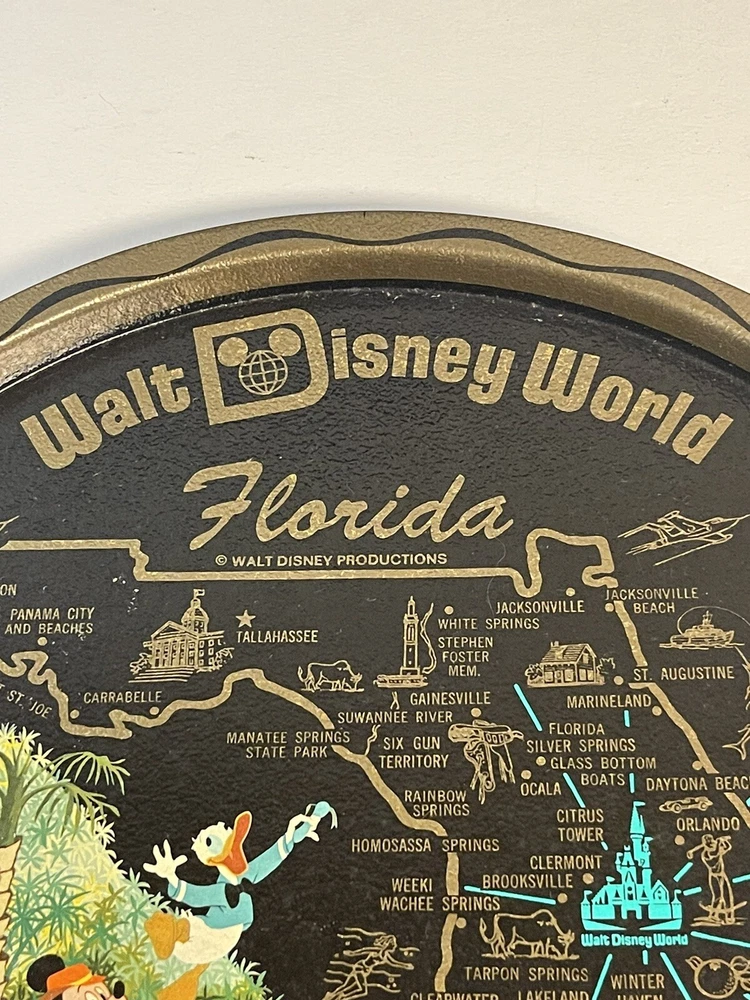 Walt Disney World
Florida
© WALT DISNEY PRODUCTIONS
ON
PANAMA CITY
AND BEACHES
ST. JOE
CARRABELLE
TALLAHASSEE
JACKSONVILLE
JACKSONVILLE
BEACH
WHITE SPRINGS
STEPHEN
FOSTER
MEM.
ST. AUGUSTINE
GAINESVILLE
MARINELAND
SUWANNEE RIVER
MANATEE SPRINGS
STATE PARK
SIX GUN
TERRITORY
FLORIDA
SILVER SPRINGS
GLASS BOTTOM
BOATS
OCALA
DAYTONA BEAC
RAINBOW
SPRINGS
CITRUS
TOWER
ORLANDO
HOMOSASSA SPRINGS
CLERMONT
BROOKSVILLE
WEEKI
WACHEE SPRINGS
Walt Disney World
TARPON SPRINGS
CLEARWATER
LAKELAND
WINTER